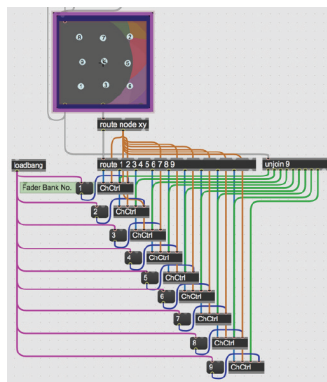 8 7 2
9 5
1 3
route node xy
loadbang
route 1 2 3 4 5 6 7 8 9
unjoin 9
Fader Bank No.
1
ChCtrl
2
ChCtrl
3
ChCtrl
4
ChCtrl
5
ChCtrl
6
ChCtrl
7
ChCtrl
8
ChCtrl
9
ChCtrl